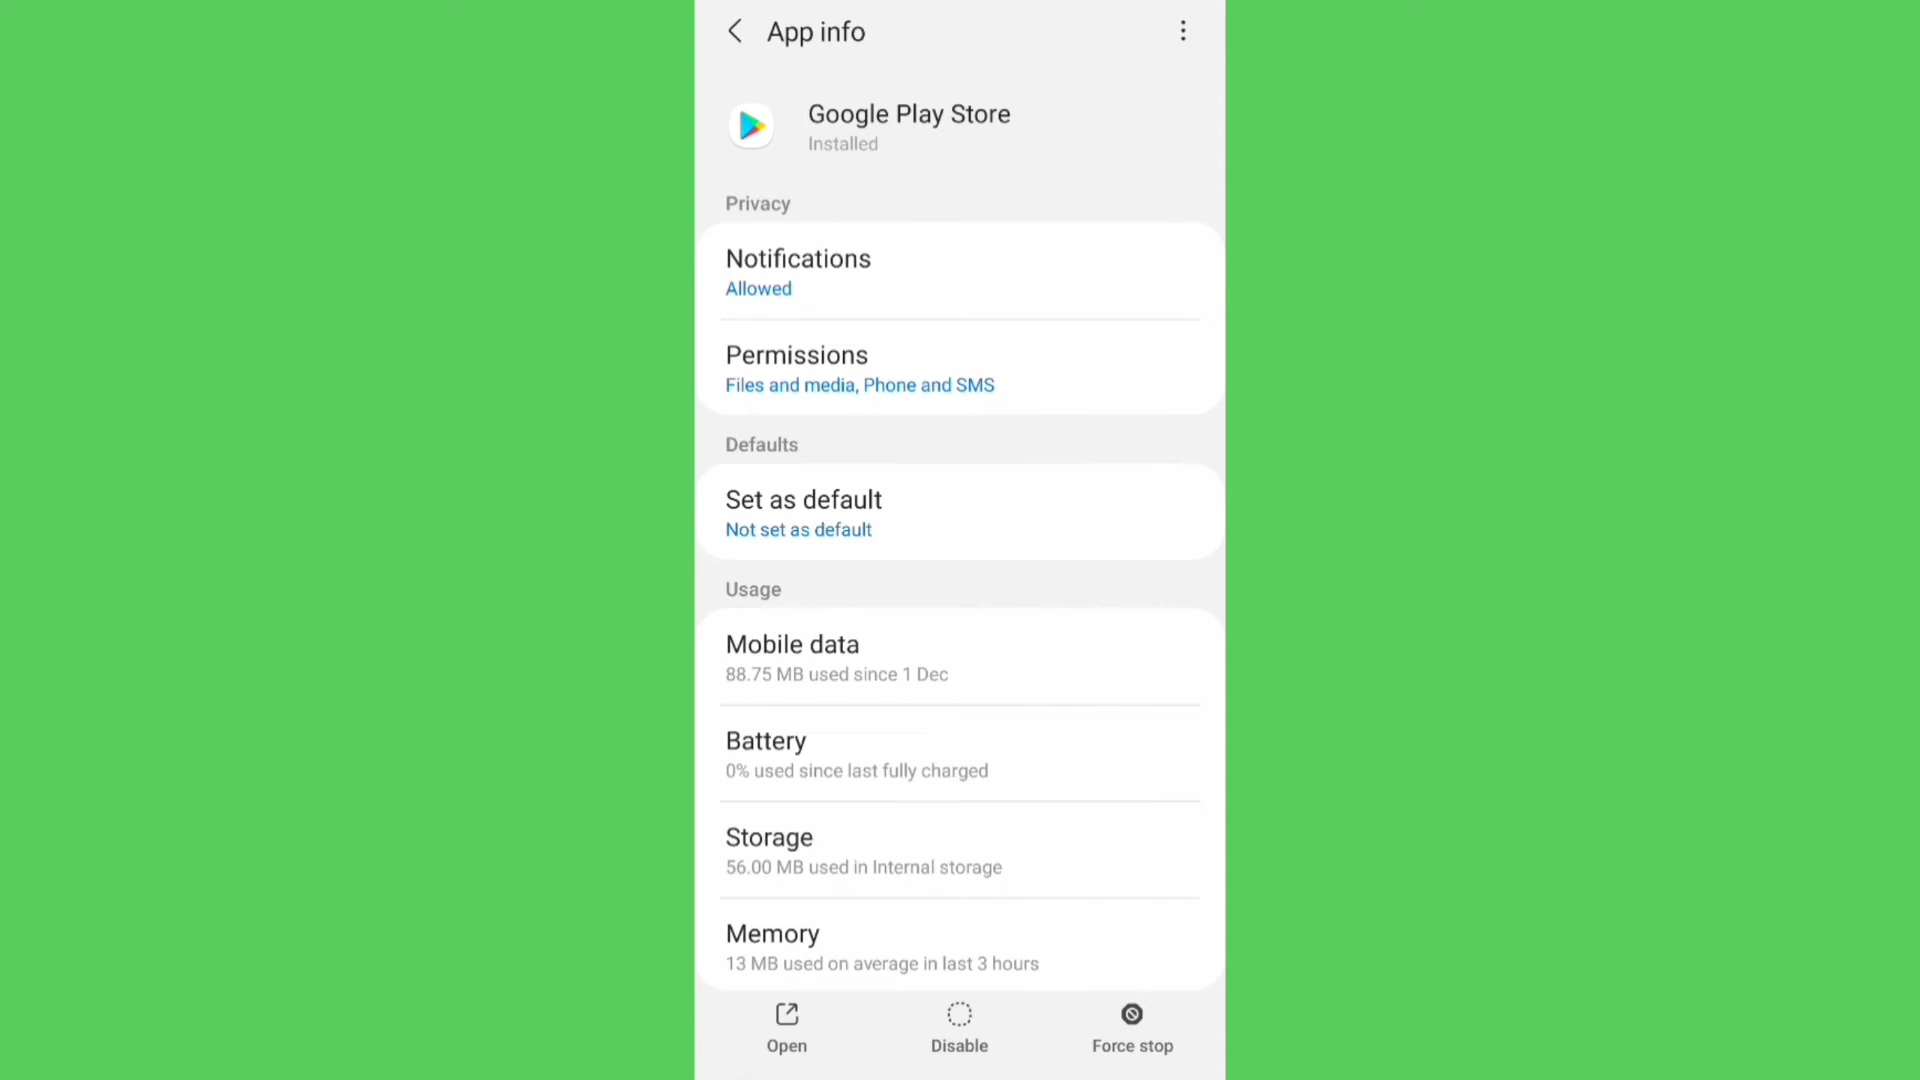 App info
Google Play Store
Installed
Privacy
Notifications
Allowed
Permissions
Files and media, Phone and SMS
Defaults
Set as default
Not set as default
Usage
Mobile data
88.75 MB used since 1 Dec
Battery
0% used since last fully charged
Storage
56.00 MB used in Internal storage
Memory
13 MB used on average in last 3 hours
Open
Disable
Force stop